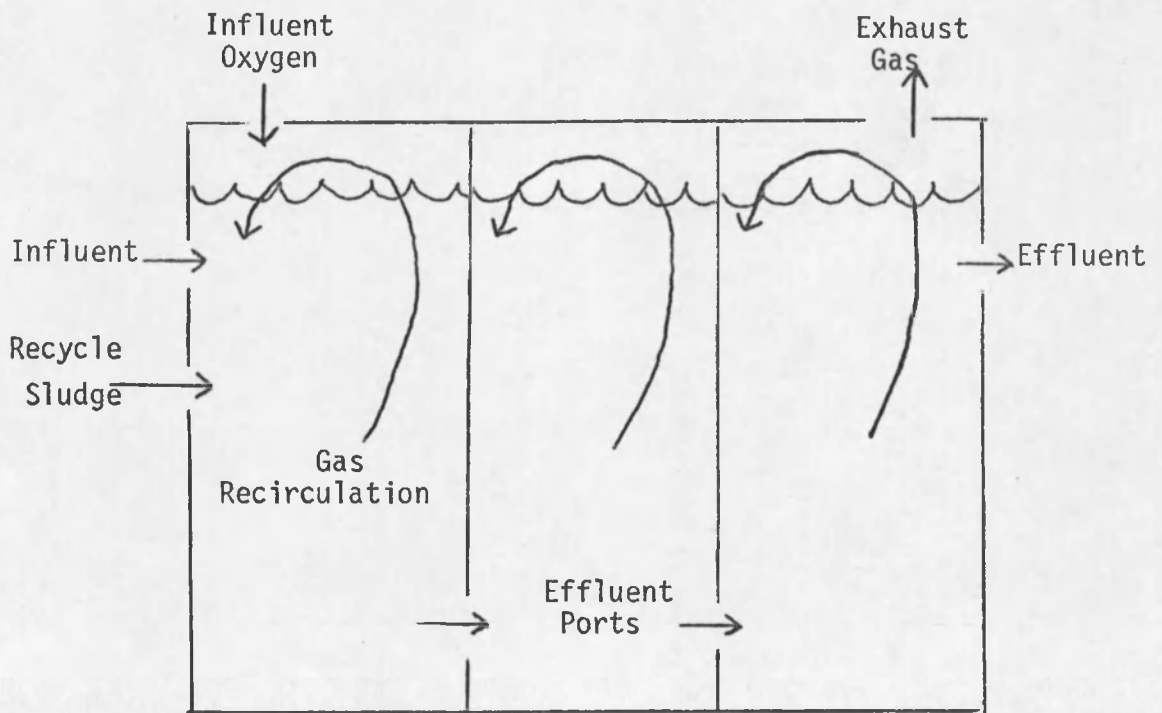 Influent
Oxygen
Exhaust
Gas
Influent
Effluent
Recycle
Sludge
Gas
Recirculation
Effluent
Ports